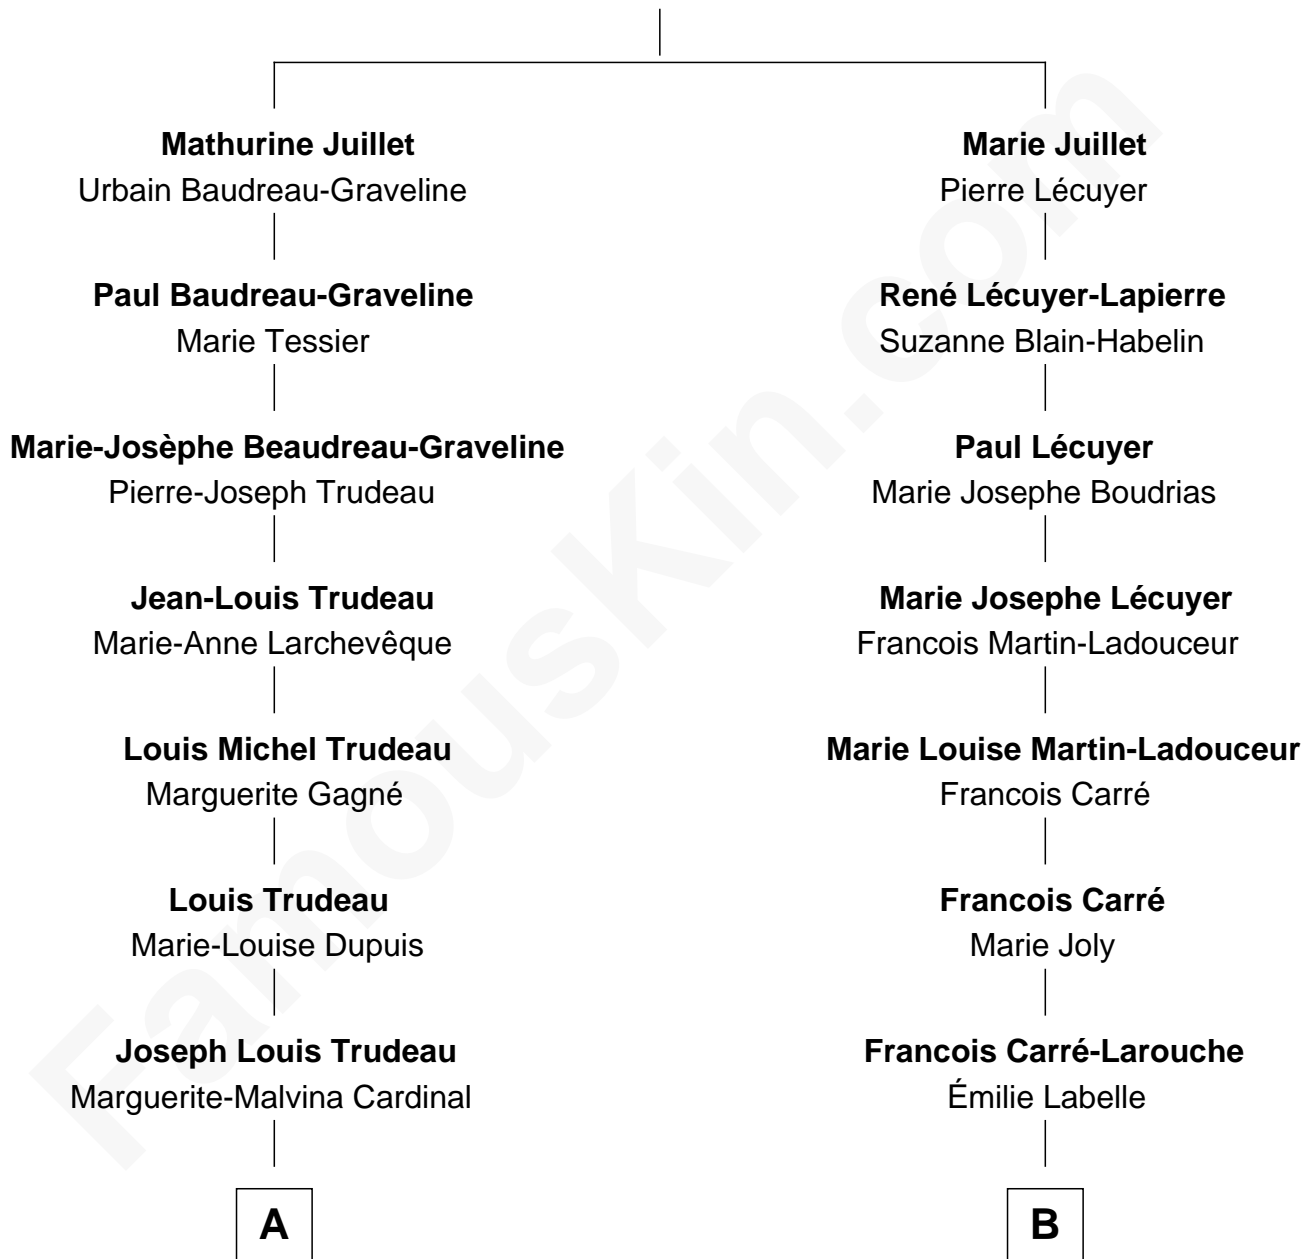 Mathurine Juillet
Urbain Baudreau-Graveline
Paul Baudreau-Graveline
Marie Tessier
Marie-Josèphe Beaudreau-Graveline
Pierre-Joseph Trudeau
Jean-Louis Trudeau
Marie-Anne Larchevêque
Louis Michel Trudeau
Marguerite Gagné
Louis Trudeau
Marie-Louise Dupuis
Joseph Louis Trudeau
Marguerite-Malvina Cardinal
A
Marie Juillet
Pierre Lécuyer
René Lécuyer-Lapierre
Suzanne Blain-Habelin
Paul Lécuyer
Marie Josephe Boudrias
Marie Josephe Lécuyer
Francois Martin-Ladouceur
Marie Louise Martin-Ladouceur
Francois Carré
Francois Carré
Marie Joly
Francois Carré-Larouche
Émilie Labelle
B
FamousKin.com